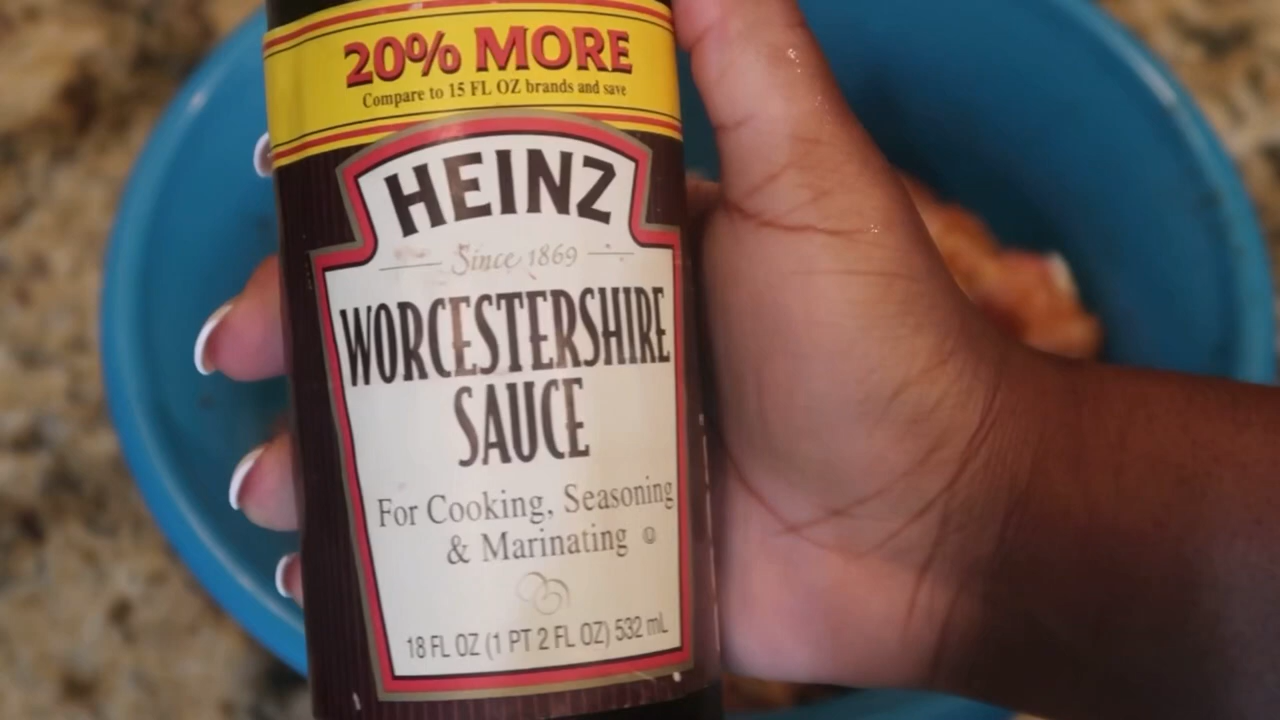 20% MORE
Compare to 15 FL OZ brands and save
HEINZ
Since 1869
WORCESTERSHIRE
SAUCE
For Cooking, Seasoning
& Marinating
18 FL OZ (1 PT 2 FL OZ) 532 mL